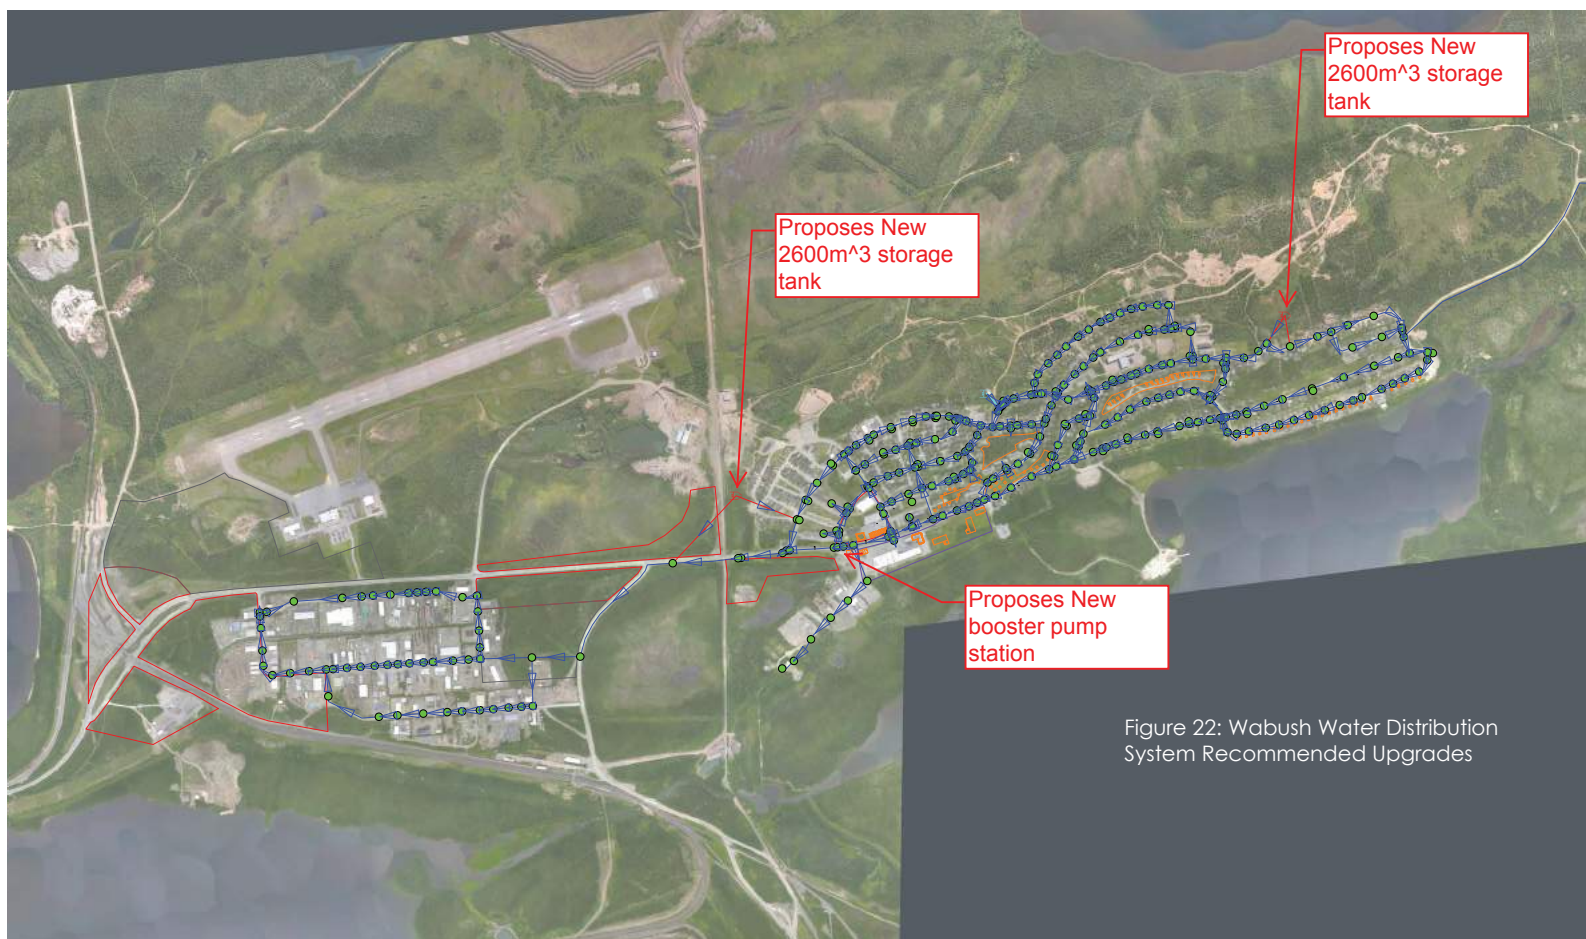 Proposes New
2600m^3 storage
tank
Proposes New
2600m^3 storage
tank
Proposes New
booster pump
station
Figure 22: Wabush Water Distribution
System Recommended Upgrades